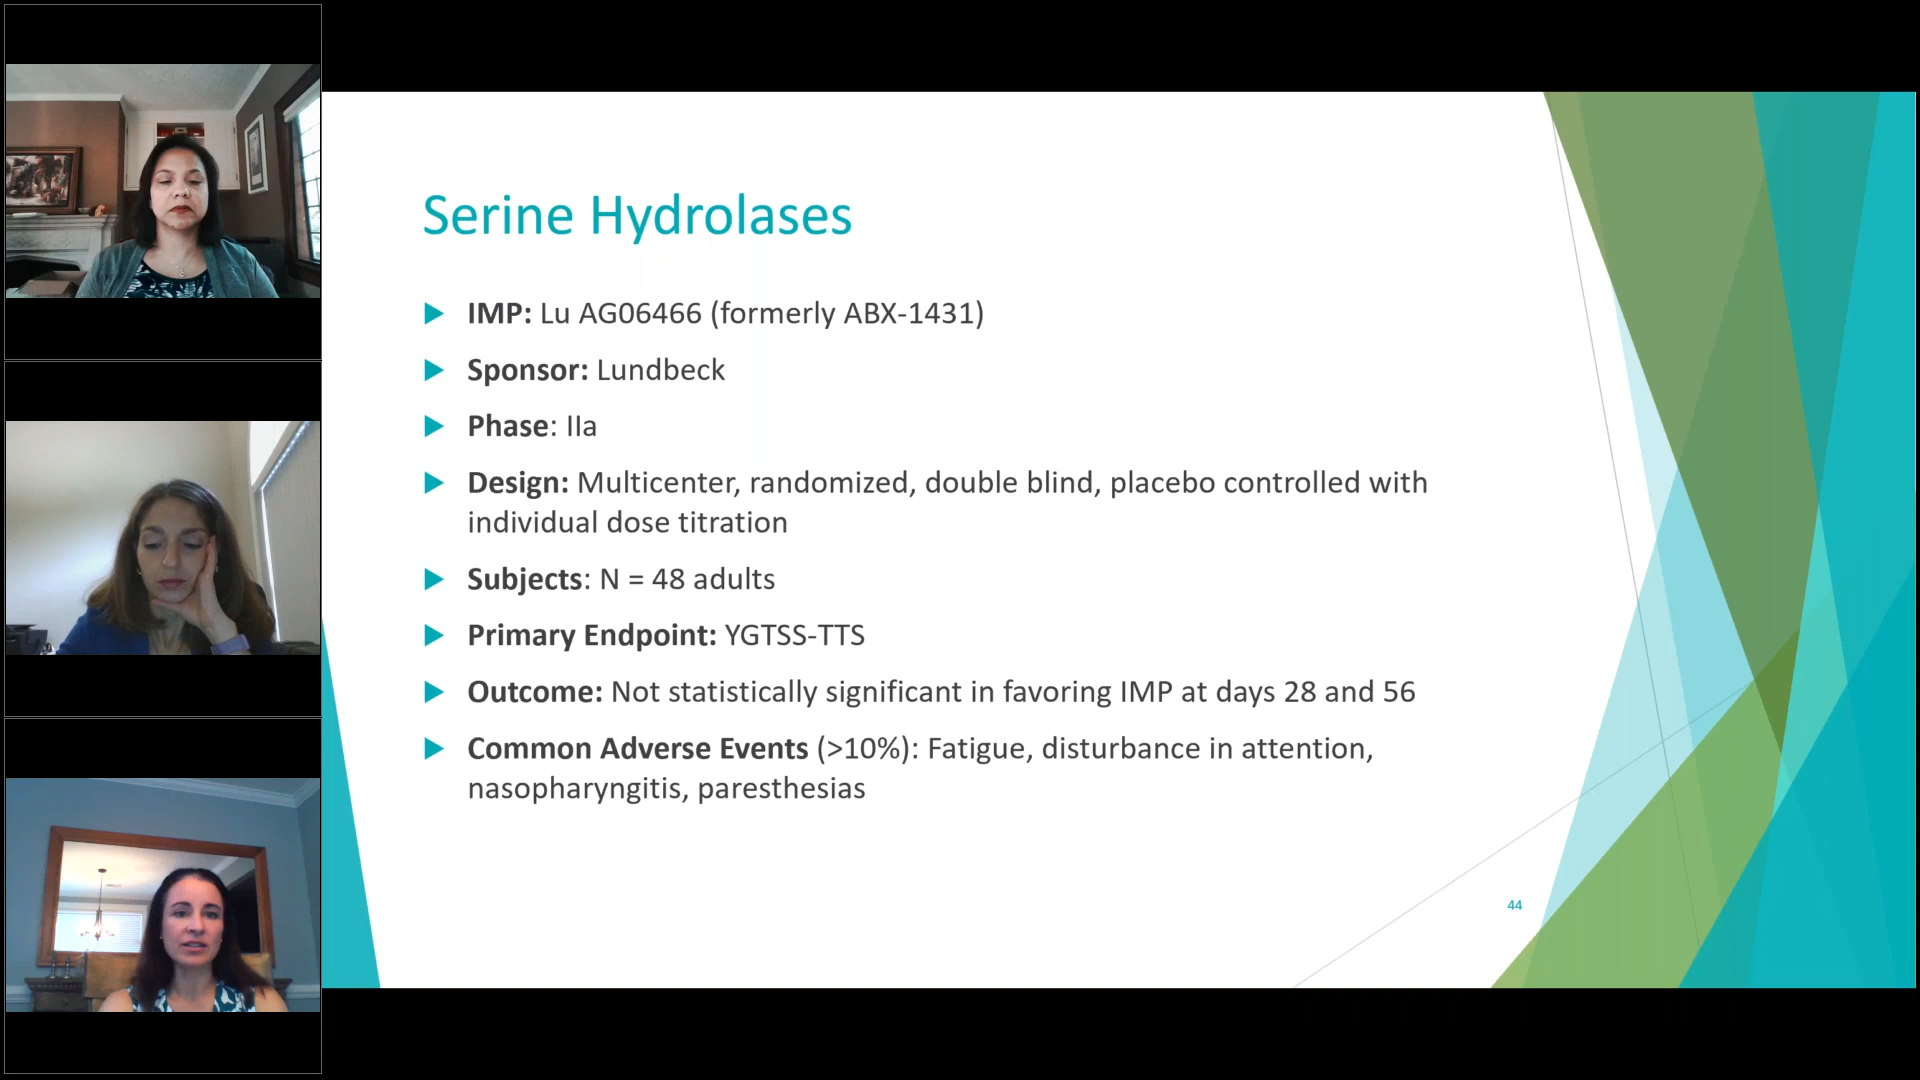 Serine Hydrolases
IMP: Lu AG06466 (formerly ABX-1431)
Sponsor: Lundbeck
Phase: IIa
Design: Multicenter, randomized, double blind, placebo controlled with
individual dose titration
Subjects: N = 48 adults
Primary Endpoint: YGTSS-TTS
Outcome: Not statistically significant in favoring IMP at days 28 and 56
Common Adverse Events (>10%): Fatigue, disturbance in attention,
nasopharyngitis, paresthesias
44